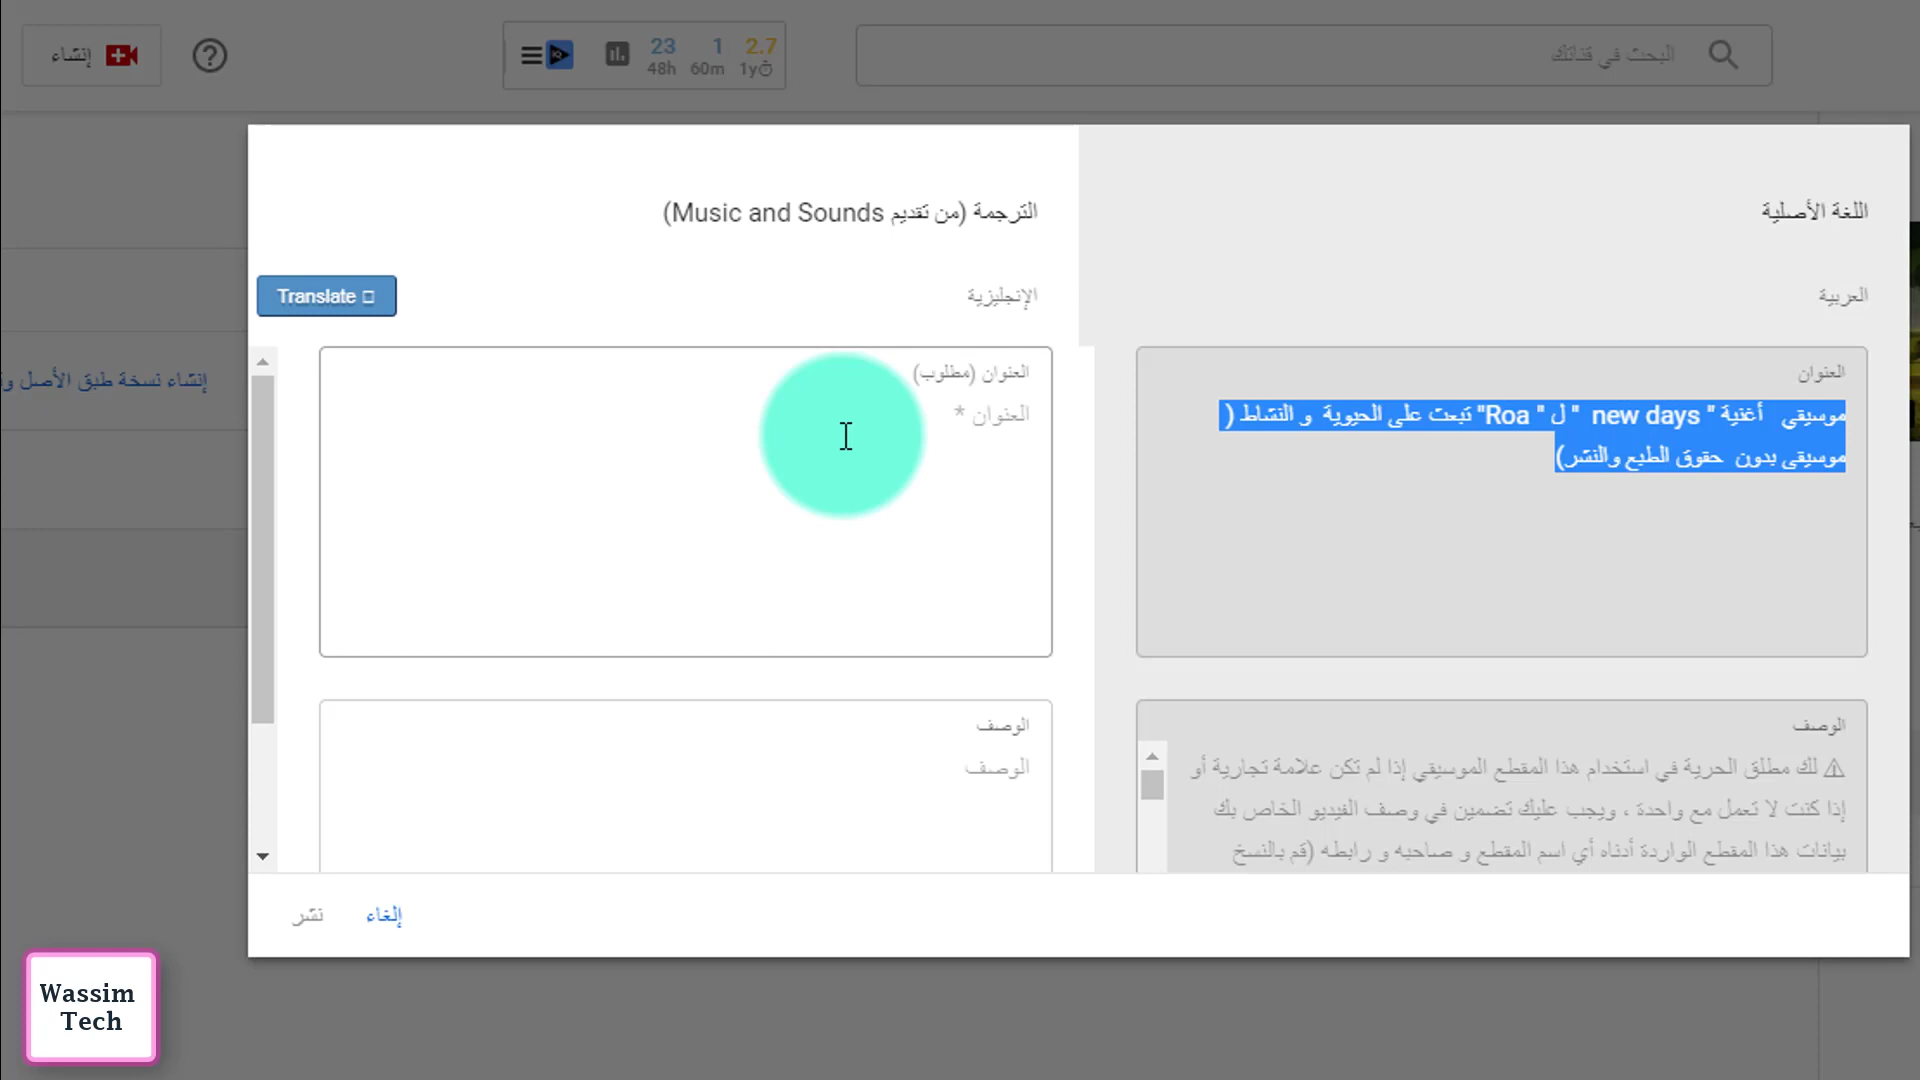 البحث في قناتك
23 1 2.7
48h 60m 1y
إنشاء
اللغة الأصلية
الترجمة (من تقديم Music and Sounds)
العربية
الإنجليزية
Translate
العنوان
موسيقى أغنية " new days " ل " Roa" تبعث على الحيوية و النشاط (
موسيقى بدون حقوق الطبع والنشر)
العنوان (مطلوب)
العنوان *
الوصف
⚠ لك مطلق الحرية في استخدام هذا المقطع الموسيقي إذا لم تكن علامة تجارية أو
إذا كنت لا تعمل مع واحدة ، ويجب عليك تضمين في وصف الفيديو الخاص بك
بيانات هذا المقطع الواردة أدناه أي اسم المقطع و صاحبه و رابطه (قم بالنسخ
الوصف
الوصف
إنشاء نسخة طبق الأصل
إلغاء
نشر
Wassim
Tech